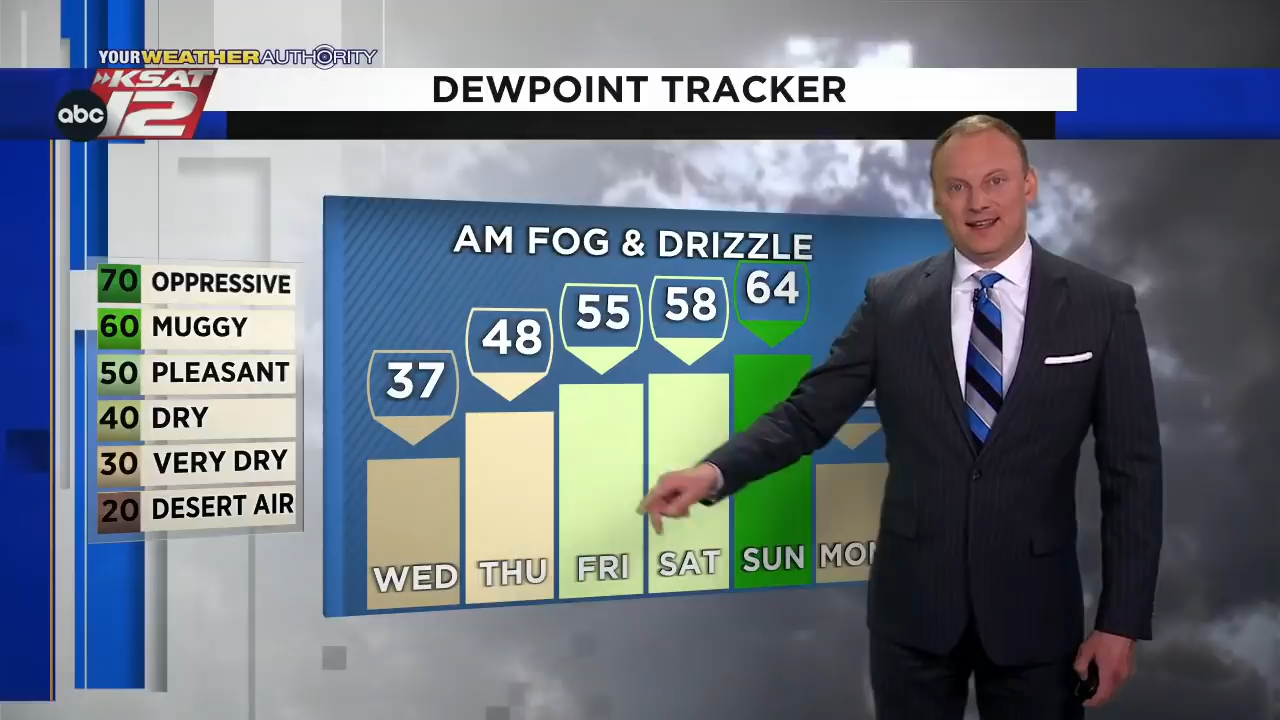 YOUR WEATHER AUTHORITY
KSAT
abc 12
DEWPOINT TRACKER
AM FOG & DRIZZLE
70 OPPRESSIVE
60 MUGGY
50 PLEASANT
40 DRY
30 VERY DRY
20 DESERT AIR
37 48 55 58 64
WED THU FRI SAT SUN MON